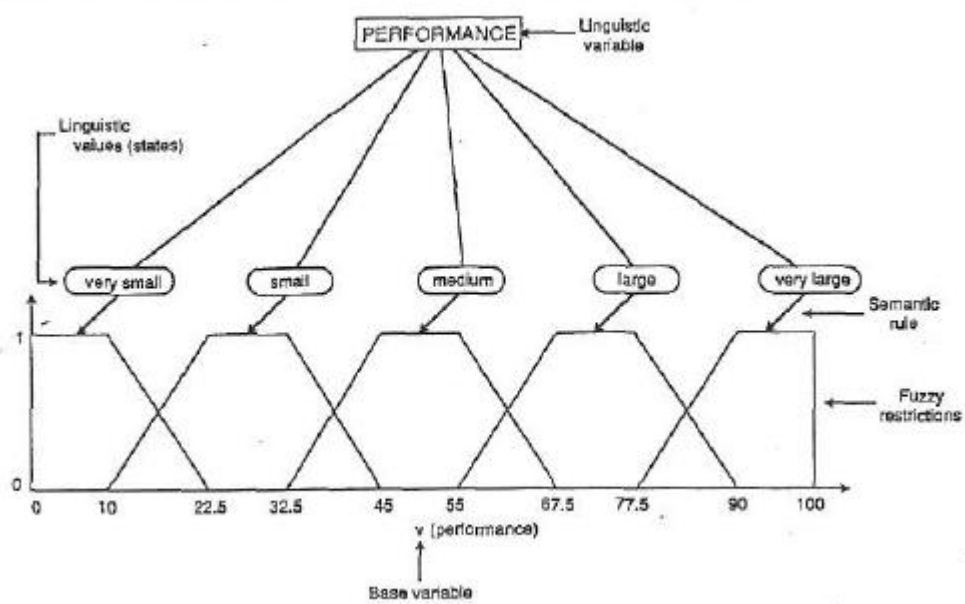 PERFORMANCE
Linguistic
variable
Linguistic
values (states)
very small
small
medium
large
very large
Semantic
rule
1
Fuzzy
restrictions
0
0 10 22.5 32.5 45 55 67.5 77.5 90 100
v (performance)
Base variable